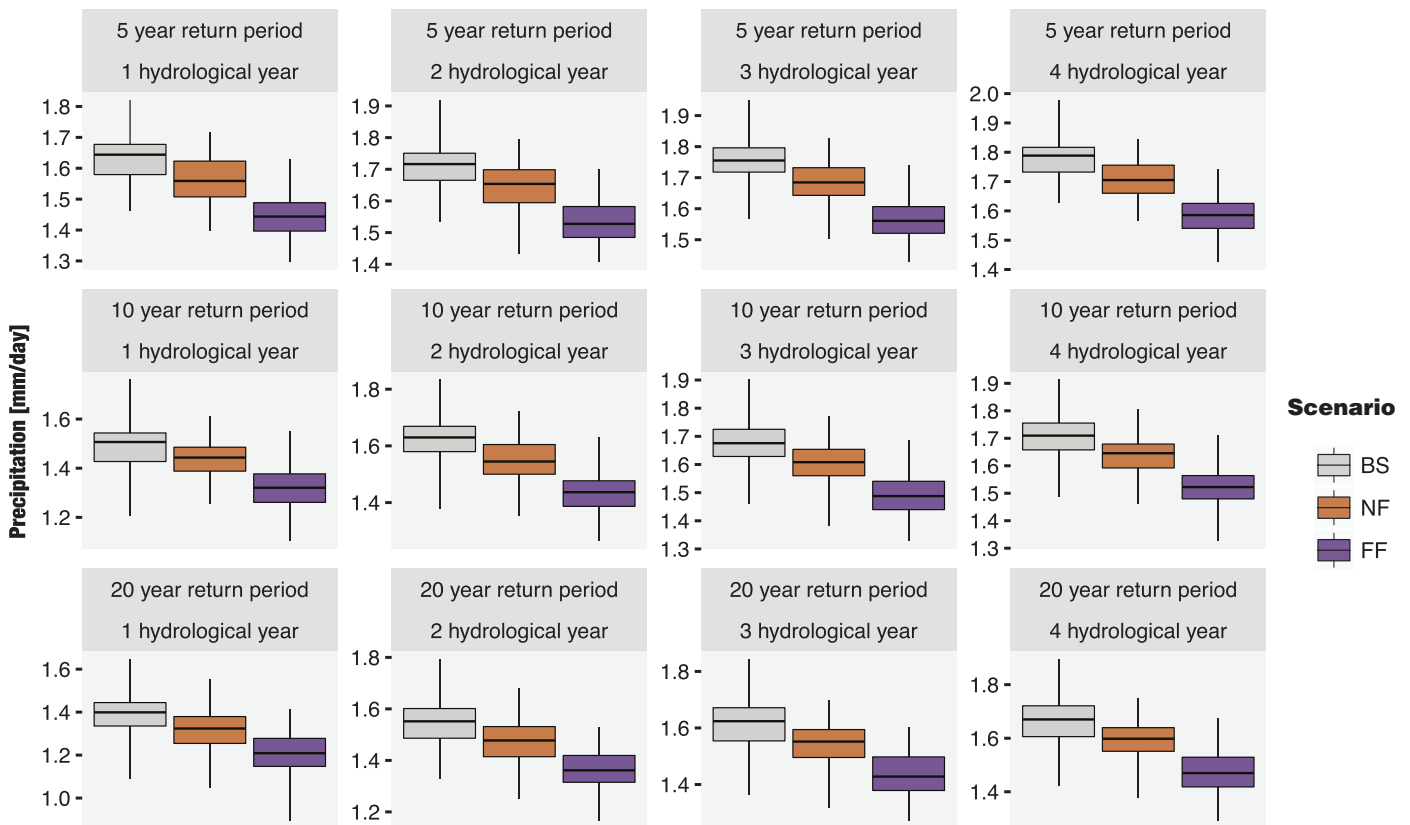 5 year return period
1 hydrological year
5 year return period
2 hydrological year
5 year return period
3 hydrological year
5 year return period
4 hydrological year
1.8
1.7
1.6
1.5
1.4
1.3
1.9
1.8
1.7
1.6
1.5
1.4
1.9
1.8
1.7
1.6
1.5
2.0
1.9
1.8
1.7
1.6
1.5
1.4
Precipitation [mm/day]
10 year return period
1 hydrological year
10 year return period
2 hydrological year
10 year return period
3 hydrological year
10 year return period
4 hydrological year
1.6
1.4
1.2
1.8
1.6
1.4
1.9
1.8
1.7
1.6
1.5
1.4
1.3
1.9
1.8
1.7
1.6
1.5
1.4
1.3
Scenario
BS
NF
FF
20 year return period
1 hydrological year
20 year return period
2 hydrological year
20 year return period
3 hydrological year
20 year return period
4 hydrological year
1.6
1.4
1.2
1.0
1.8
1.6
1.4
1.2
1.8
1.6
1.4
1.8
1.6
1.4